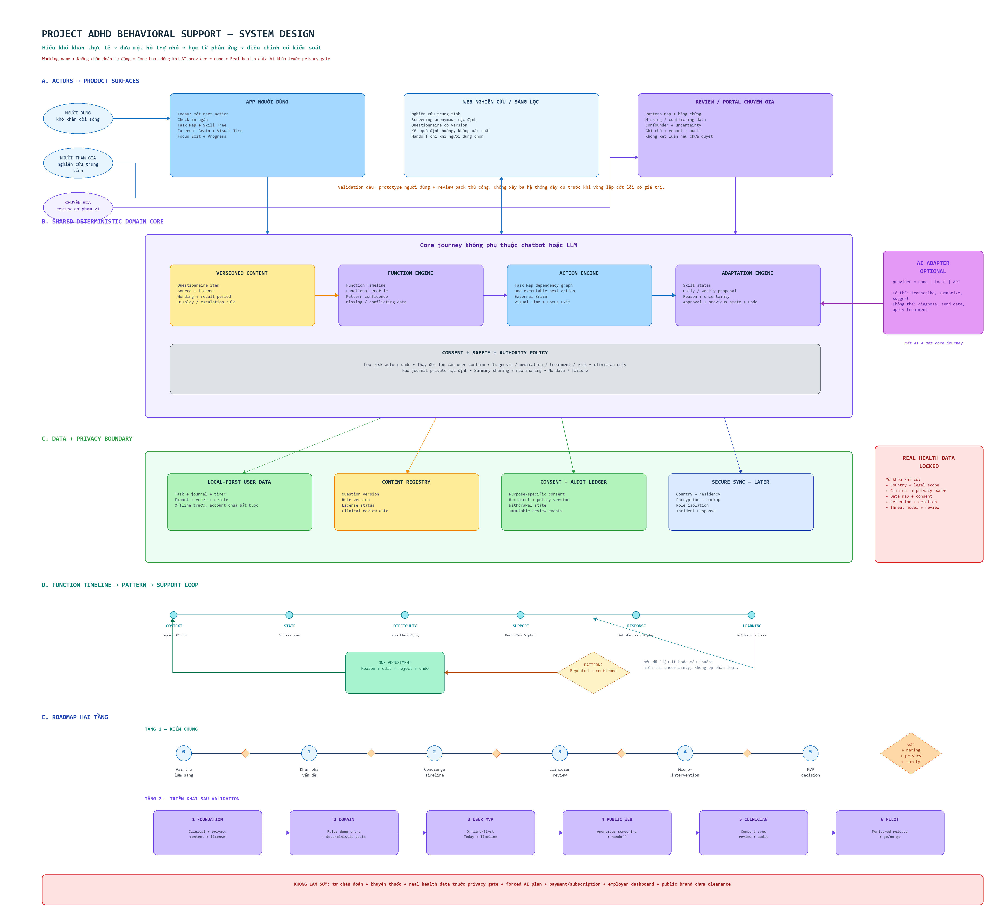 PROJECT ADHD BEHAVIORAL SUPPORT — SYSTEM DESIGN
Hiểu khó khăn thực tế → đưa một hỗ trợ nhỏ → học từ phản ứng → điều chỉnh có kiểm soát
Working name • Không chẩn đoán tự động • Core hoạt động khi AI provider = none • Real health data bị khóa trước privacy gate
A. ACTORS → PRODUCT SURFACES
NGƯỜI DÙNG
khó khăn đời sống
NGƯỜI THAM GIA
nghiên cứu trung
tính
CHUYÊN GIA
review có phạm vi
APP NGƯỜI DÙNG
Today: một next action
Check-in ngắn
Task Map + Skill Tree
External Brain + Visual Time
Focus Exit + Progress
WEB NGHIÊN CỨU / SÀNG LỌC
Nghiên cứu trung tính
Screening anonymous mặc định
Questionnaire có version
Kết quả định hướng, không xác suất
Handoff chỉ khi người dùng chọn
REVIEW / PORTAL CHUYÊN GIA
Pattern Map + bằng chứng
Missing / conflicting data
Confounder + uncertainty
Ghi chú + report + audit
Không kết luận nếu chưa duyệt
Validation đầu: prototype người dùng + review pack thủ công. Không xây ba hệ thống đầy đủ trước khi vòng lặp cốt lõi có giá trị.
B. SHARED DETERMINISTIC DOMAIN CORE
Core journey không phụ thuộc chatbot hoặc LLM
VERSIONED CONTENT
Questionnaire item
Source + license
Wording + recall period
Display / escalation rule
FUNCTION ENGINE
Function Timeline
Functional Profile
Pattern confidence
Missing / conflicting data
ACTION ENGINE
Task Map dependency graph
One executable next action
External Brain
Visual Time + Focus Exit
ADAPTATION ENGINE
Skill states
Daily / weekly proposal
Reason + uncertainty
Approval + previous state + undo
CONSENT + SAFETY + AUTHORITY POLICY
Low risk auto + undo • Thay đổi lớn cần user confirm • Diagnosis / medication / treatment / risk = clinician only
Raw journal private mặc định • Summary sharing ≠ raw sharing • No data ≠ failure
AI ADAPTER
OPTIONAL
provider = none | local | API
Có thể: transcribe, summarize,
suggest
Không thể: diagnose, send data,
apply treatment
Mất AI ≠ mất core journey
C. DATA + PRIVACY BOUNDARY
LOCAL-FIRST USER DATA
Task + journal + timer
Export + reset + delete
Offline trước, account chưa bắt buộc
CONTENT REGISTRY
Question version
Rule version
License status
Clinical review date
CONSENT + AUDIT LEDGER
Purpose-specific consent
Recipient + policy version
Withdrawal state
Immutable review events
SECURE SYNC — LATER
Country + residency
Encryption + backup
Role isolation
Incident response
REAL HEALTH DATA
LOCKED
Mở khóa khi có:
• Country + legal scope
• Clinical + privacy owner
• Data map + consent
• Retention + deletion
• Threat model + review
D. FUNCTION TIMELINE → PATTERN → SUPPORT LOOP
CONTEXT
Report 09:30
STATE
Stress cao
DIFFICULTY
Khó khởi động
SUPPORT
Bước đầu 5 phút
RESPONSE
Bắt đầu sau 8 phút
LEARNING
Mơ hồ + stress
ONE ADJUSTMENT
Reason + edit + reject + undo
PATTERN?
Repeated + confirmed
Nếu dữ liệu ít hoặc mâu thuẫn:
hiển thị uncertainty, không ép phân loại.
E. ROADMAP HAI TẦNG
TẦNG 1 — KIỂM CHỨNG
0
1
2
3
4
5
Vai trò
lâm sàng
Khám phá
vấn đề
Concierge
Timeline
Clinician
review
Micro-
intervention
MVP
decision
GO?
+ naming
+ privacy
+ safety
TẦNG 2 — TRIỂN KHAI SAU VALIDATION
1 FOUNDATION
Clinical + privacy
content + license
2 DOMAIN
Rules dùng chung
+ deterministic tests
3 USER MVP
Offline-first
Today + Timeline
4 PUBLIC WEB
Anonymous screening
+ handoff
5 CLINICIAN
Consent sync
review + audit
6 PILOT
Monitored release
+ go/no-go
KHÔNG LÀM SỚM: tự chẩn đoán • khuyên thuốc • real health data trước privacy gate • forced AI plan • payment/subscription • employer dashboard • public brand chưa clearance